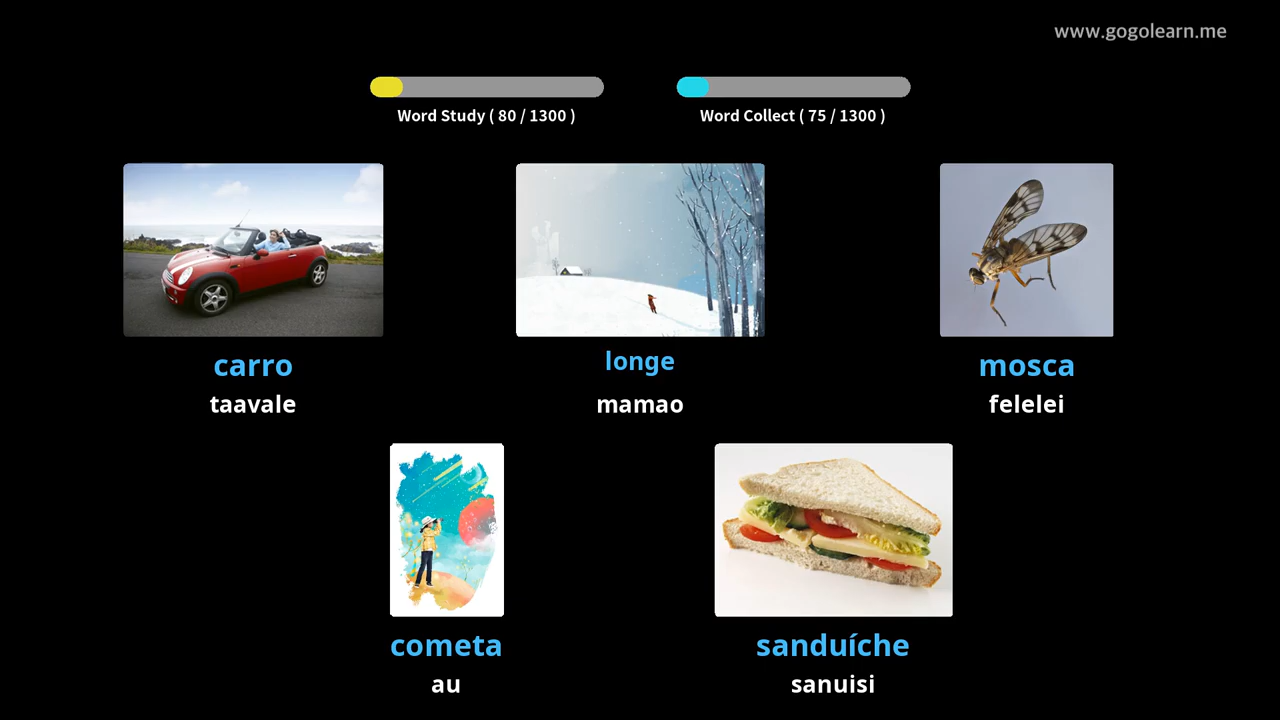 www.gogolearn.me
Word Study ( 80 / 1300 )
Word Collect ( 75 / 1300 )
carro
taavale
longe
mamao
mosca
felelei
cometa
au
sanduíche
sanuisi